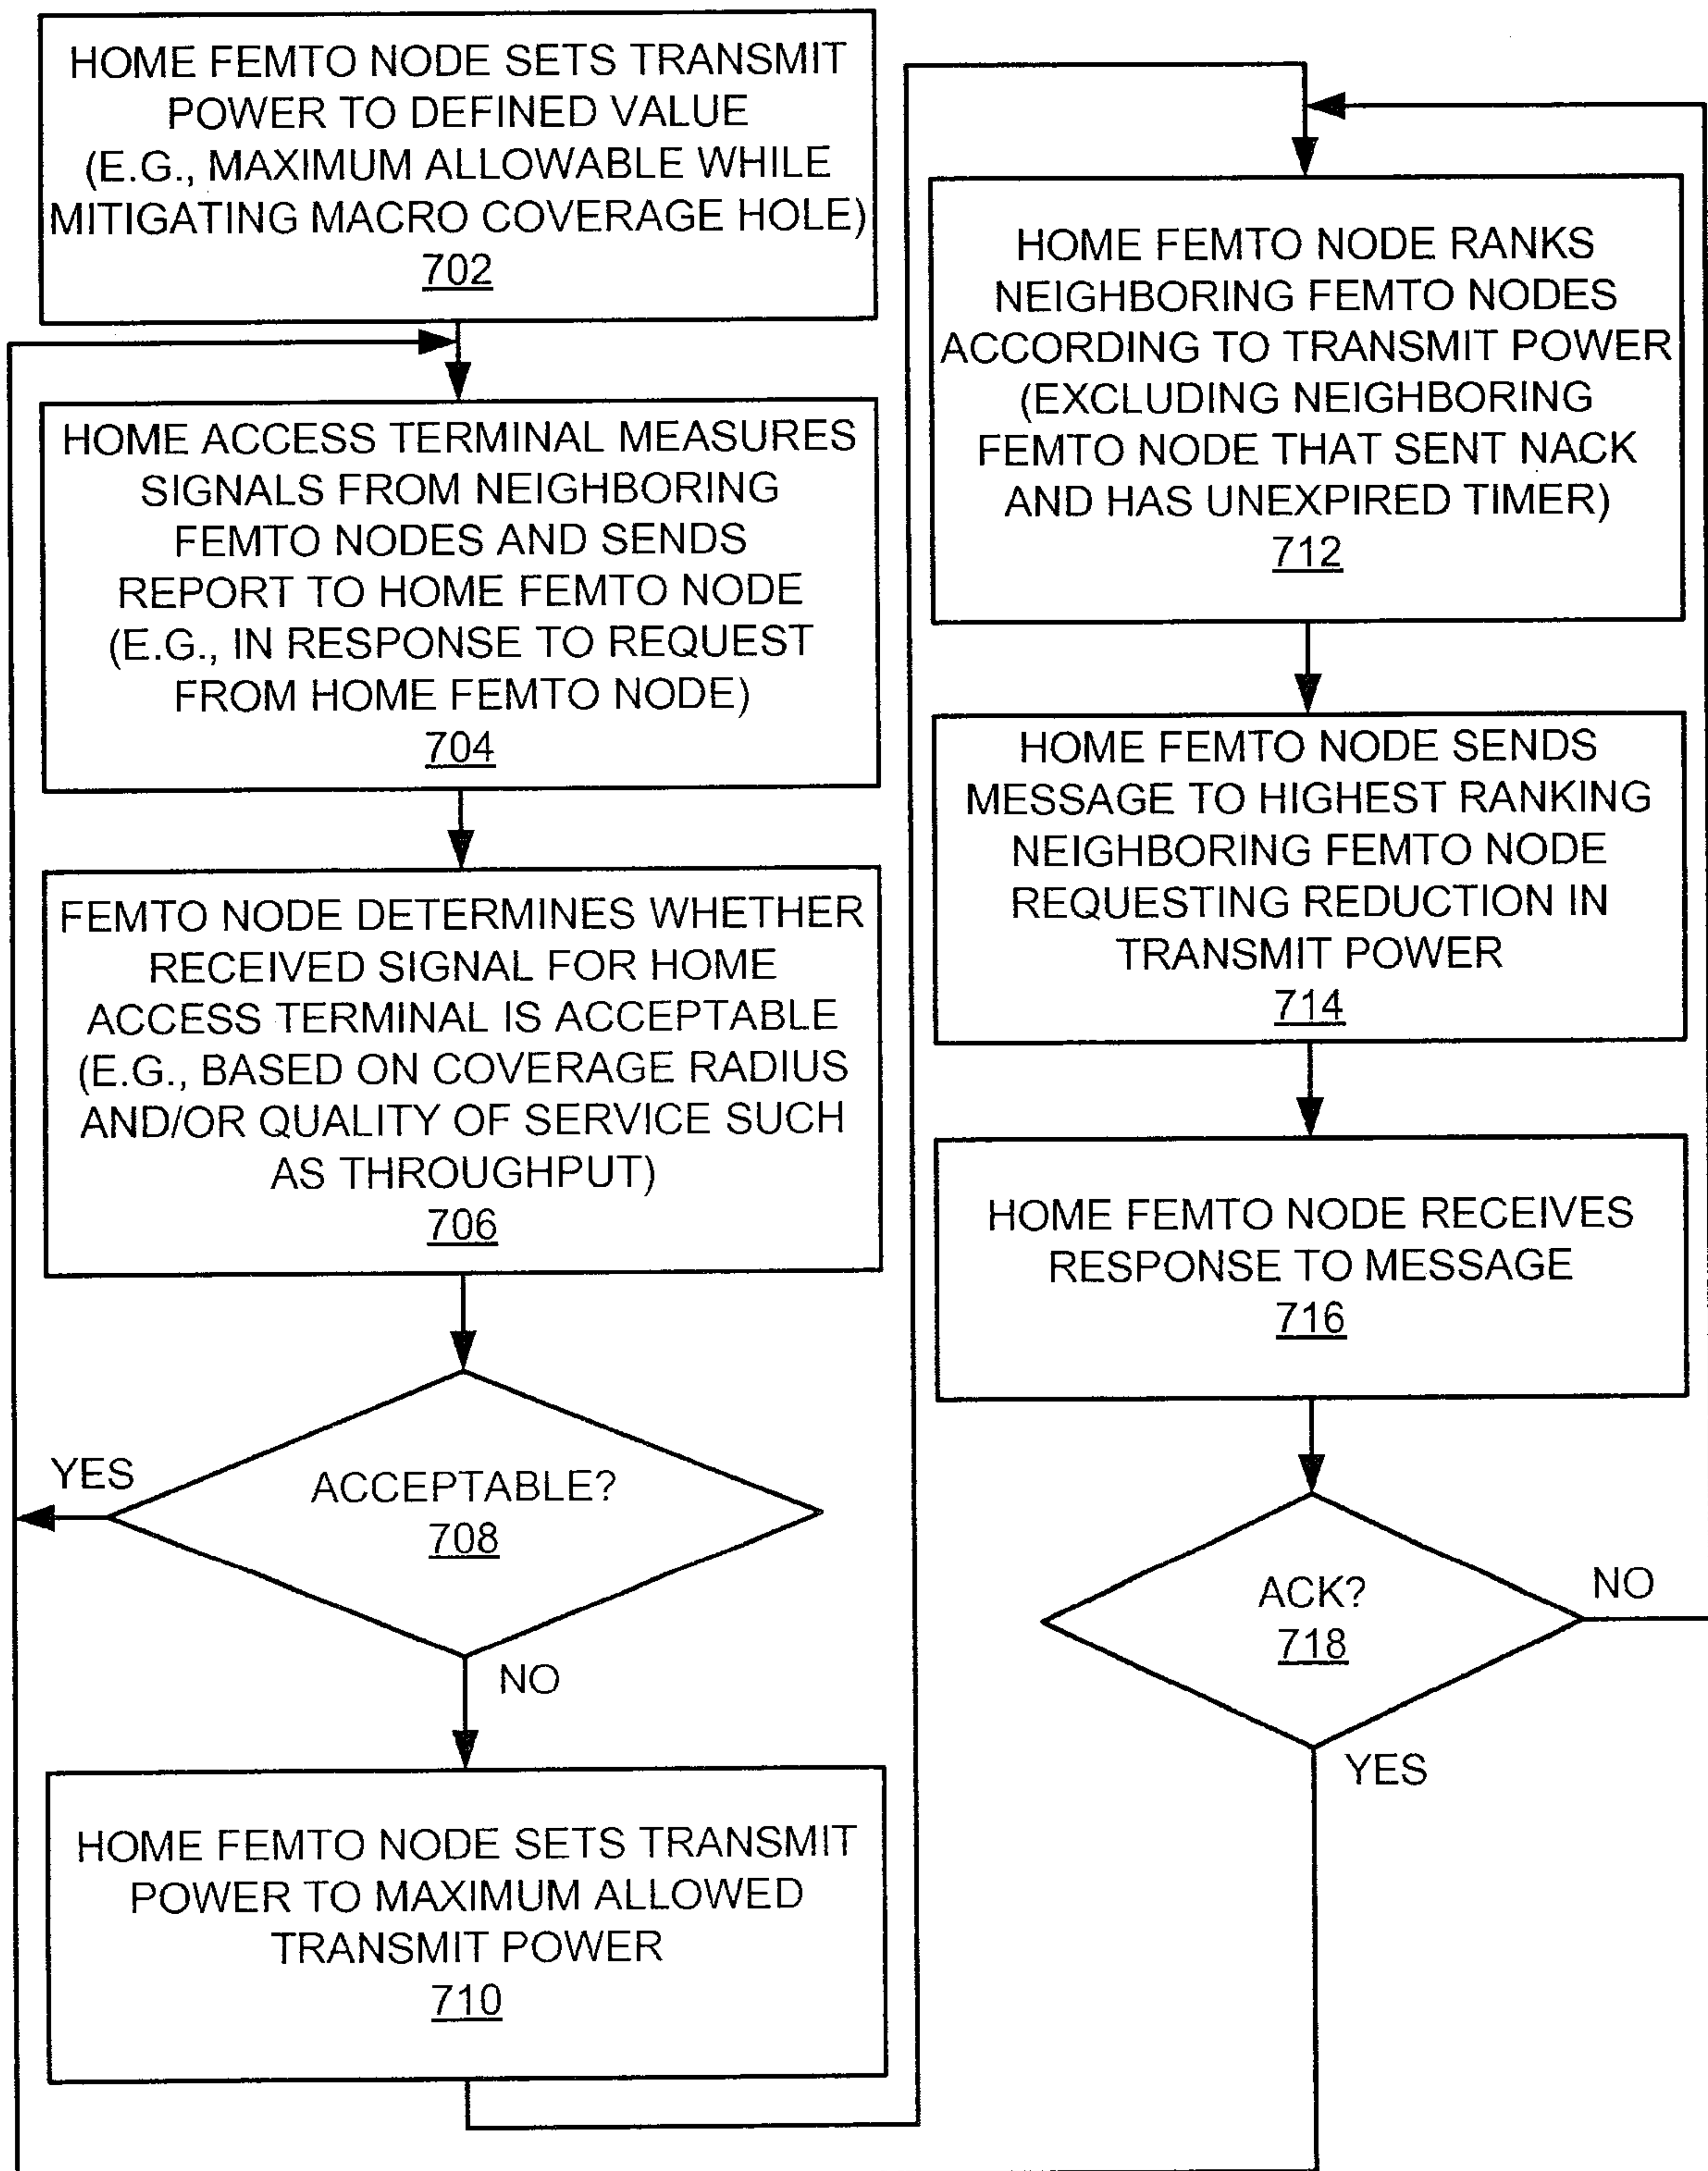 HOME FEMTO NODE SETS TRANSMIT
POWER TO DEFINED VALUE
(E.G., MAXIMUM ALLOWABLE WHILE
MITIGATING MACRO COVERAGE HOLE)
702
HOME ACCESS TERMINAL MEASURES
SIGNALS FROM NEIGHBORING
FEMTO NODES AND SENDS
REPORT TO HOME FEMTO NODE
(E.G., IN RESPONSE TO REQUEST
FROM HOME FEMTO NODE)
704
FEMTO NODE DETERMINES WHETHER
RECEIVED SIGNAL FOR HOME
ACCESS TERMINAL IS ACCEPTABLE
(E.G., BASED ON COVERAGE RADIUS
AND/OR QUALITY OF SERVICE SUCH
AS THROUGHPUT)
706
YES
ACCEPTABLE?
708
NO
HOME FEMTO NODE SETS TRANSMIT
POWER TO MAXIMUM ALLOWED
TRANSMIT POWER
710
HOME FEMTO NODE RANKS
NEIGHBORING FEMTO NODES
ACCORDING TO TRANSMIT POWER
(EXCLUDING NEIGHBORING
FEMTO NODE THAT SENT NACK
AND HAS UNEXPIRED TIMER)
712
HOME FEMTO NODE SENDS
MESSAGE TO HIGHEST RANKING
NEIGHBORING FEMTO NODE
REQUESTING REDUCTION IN
TRANSMIT POWER
714
HOME FEMTO NODE RECEIVES
RESPONSE TO MESSAGE
716
ACK?
718
NO
YES